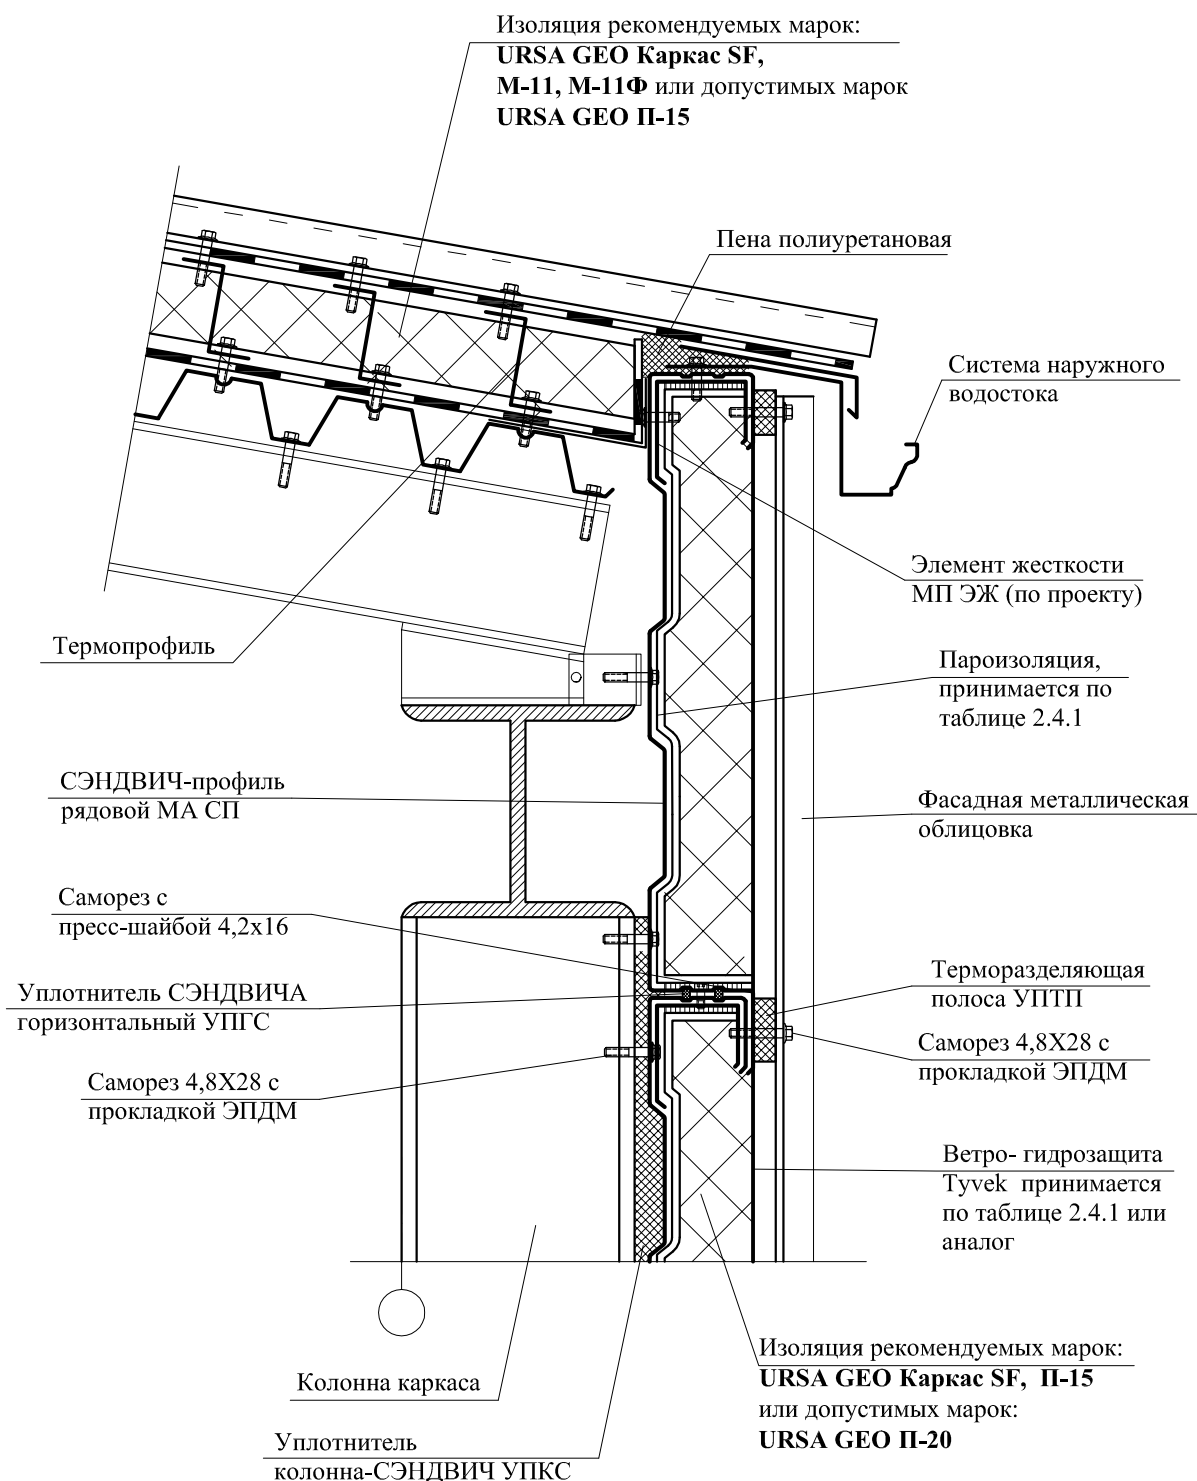 Изоляция рекомендуемых марок:
URSA GEO Каркас SF,
М-11, М-11Ф или допустимых марок
URSA GEO П-15
Пена полиуретановая
Система наружного
водостока
Элемент жесткости
МП ЭЖ (по проекту)
Термопрофиль
Пароизоляция,
принимается по
таблице 2.4.1
СЭНДВИЧ-профиль
рядовой МА СП
Фасадная металлическая
облицовка
Саморез с
пресс-шайбой 4,2х16
Уплотнитель СЭНДВИЧА
горизонтальный УПГС
Терморазделяющая
полоса УПТП
Саморез 4,8Х28 с
прокладкой ЭПДМ
Саморез 4,8Х28 с
прокладкой ЭПДМ
Ветро- гидрозащита
Tyvek принимается
по таблице 2.4.1 или
аналог
Изоляция рекомендуемых марок:
URSA GEO Каркас SF, П-15
или допустимых марок:
URSA GEO П-20
Колонна каркаса
Уплотнитель
колонна-СЭНДВИЧ УПКС